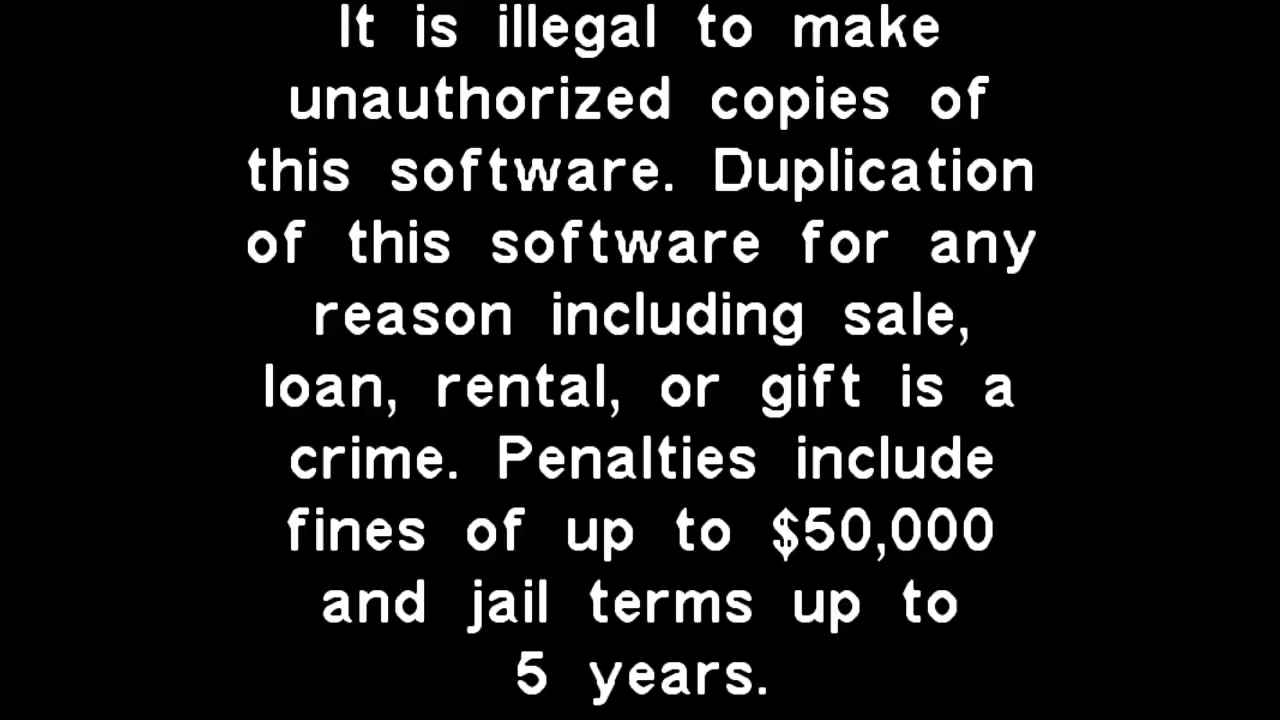 It is illegal to make
unauthorized copies of
this software. Duplication
of this software for any
reason including sale,
loan, rental, or gift is a
crime. Penalties include
fines of up to $50,000
and jail terms up to
5 years.